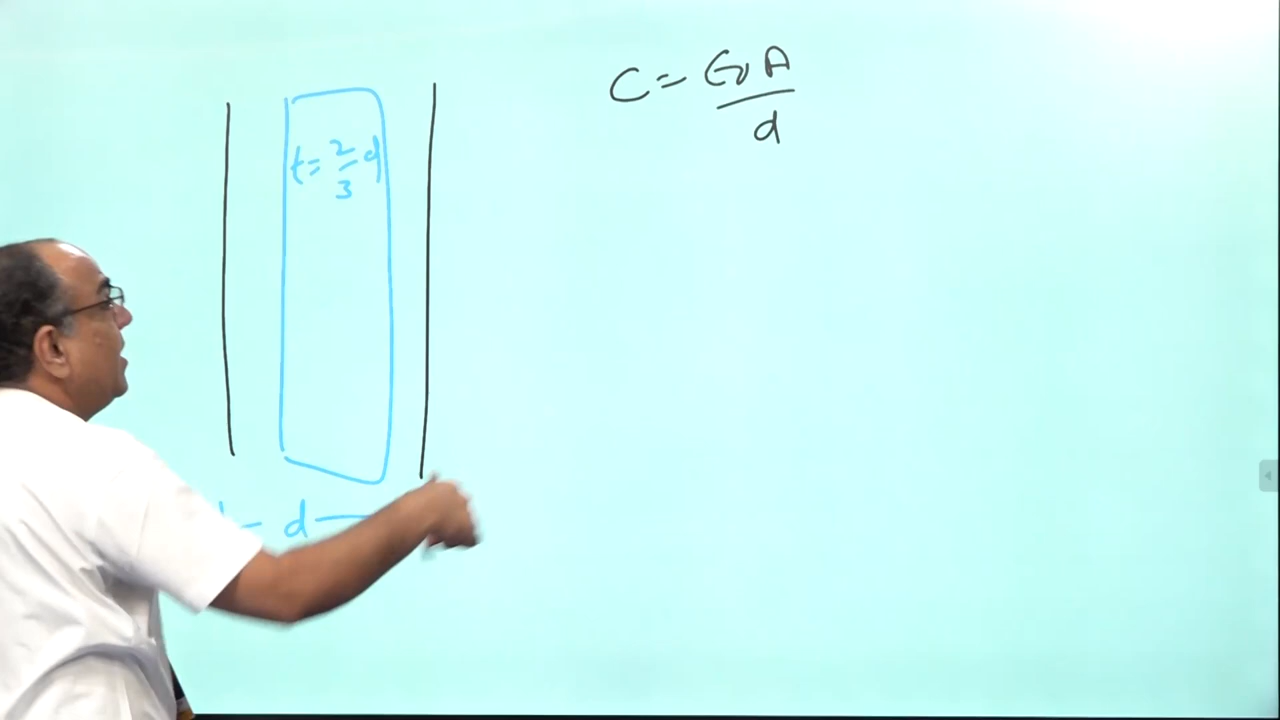 C = ε₀A
d
t = 2/3 d
d